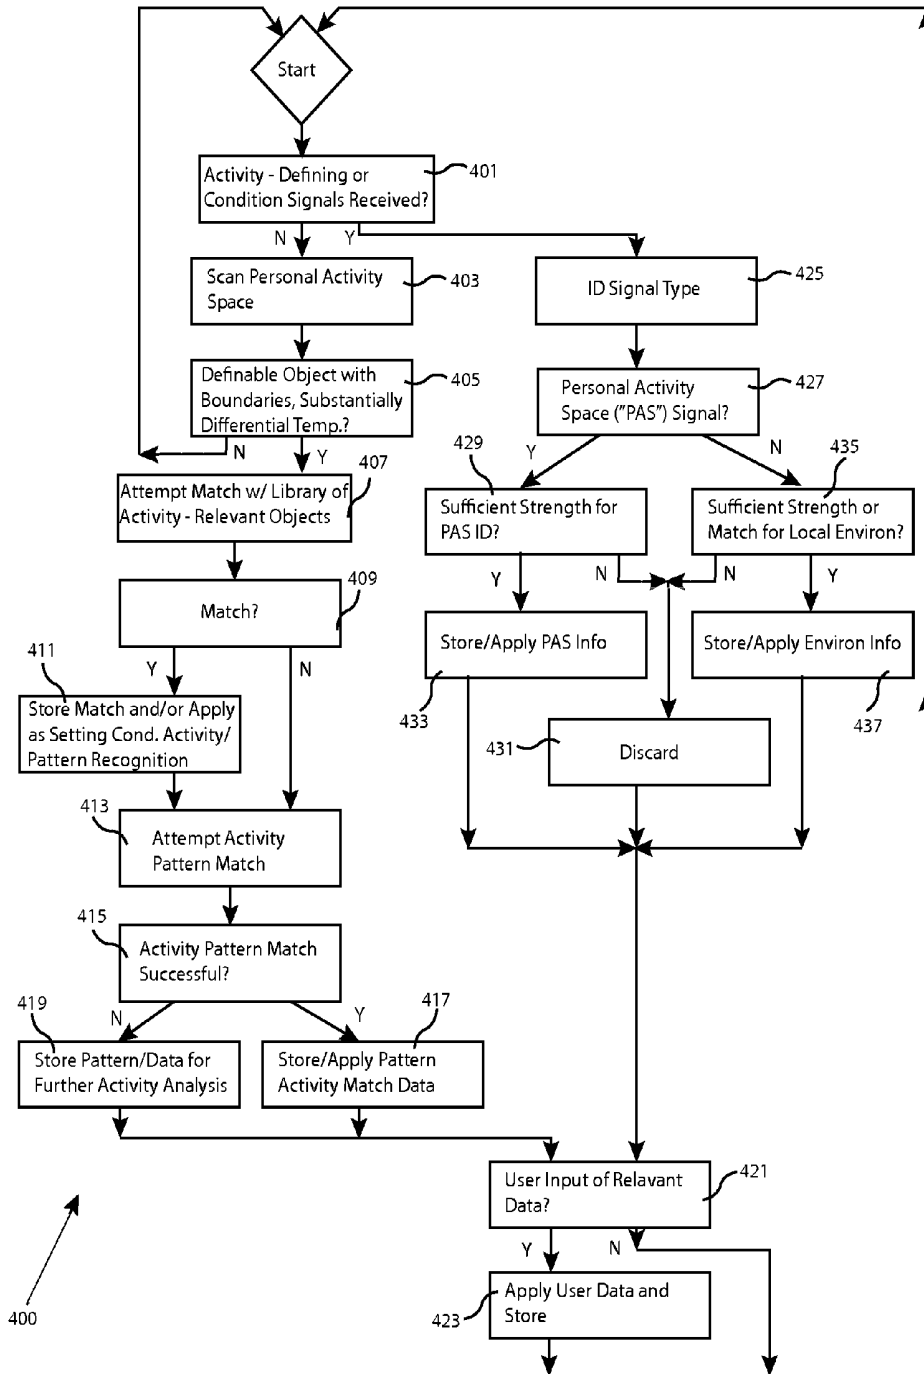 Start
Activity - Defining or
Condition Signals Received?
401
N
Y
Scan Personal Activity
Space
403
ID Signal Type
425
Definable Object with
Boundaries, Substantially
Differential Temp.?
405
Personal Activity
Space ("PAS") Signal?
427
N
Y
Y
N
429
435
407
Attempt Match w/ Library of
Activity - Relevant Objects
Sufficient Strength for
PAS ID?
Sufficient Strength or
Match for Local Environ?
Y
N
N
Y
409
Match?
Store/Apply PAS Info
433
Store/Apply Environ Info
437
411
Y
N
Store Match and/or Apply
as Setting Cond. Activity/
Pattern Recognition
431
Discard
413
Attempt Activity
Pattern Match
415
Activity Pattern Match
Successful?
419
N
Y
417
Store Pattern/Data for
Further Activity Analysis
Store/Apply Pattern
Activity Match Data
User Input of Relavant
Data?
421
Y
N
Apply User Data and
Store
423
400